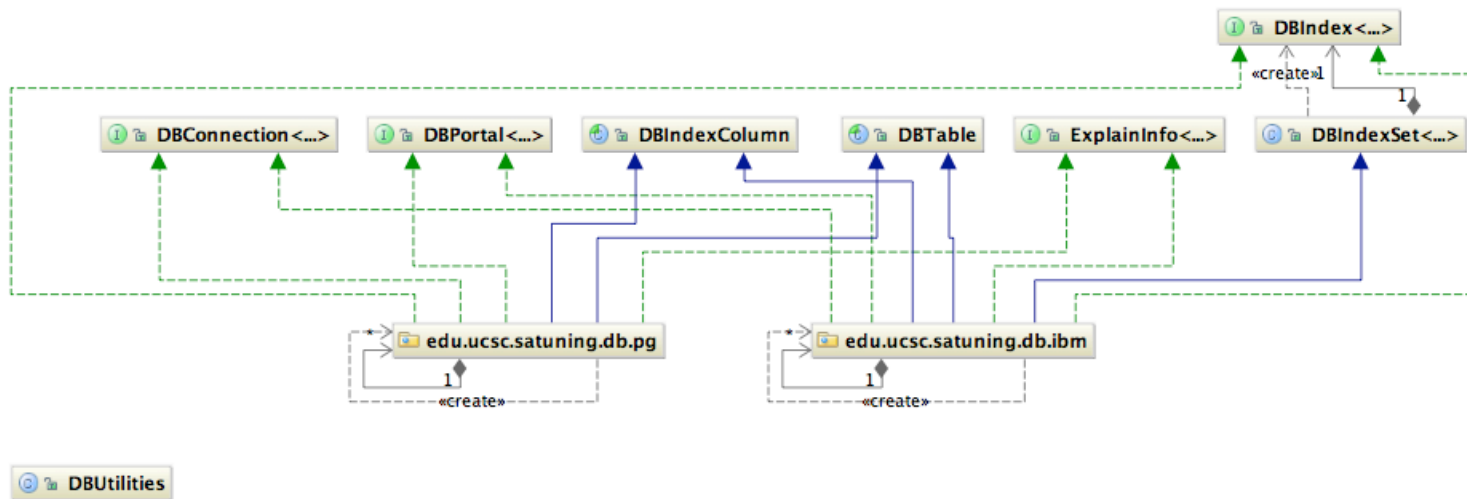 DBIndex<...>
«create» 1
1
DBConnection<...>
DBPortal<...>
DBIndexColumn
DBTable
ExplainInfo<...>
DBIndexSet<...>
*
edu.ucsc.satuning.db.pg
1
«create»
*
edu.ucsc.satuning.db.ibm
1
«create»
DBUtilities